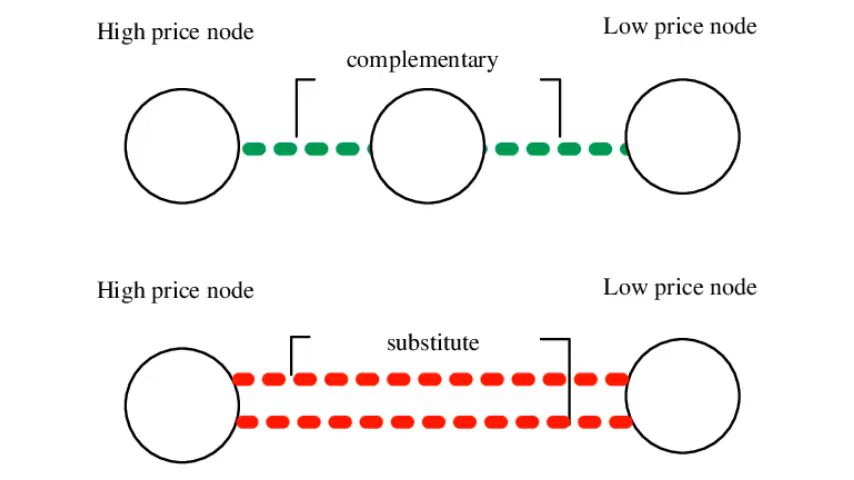 High price node
Low price node
complementary
High price node
Low price node
substitute